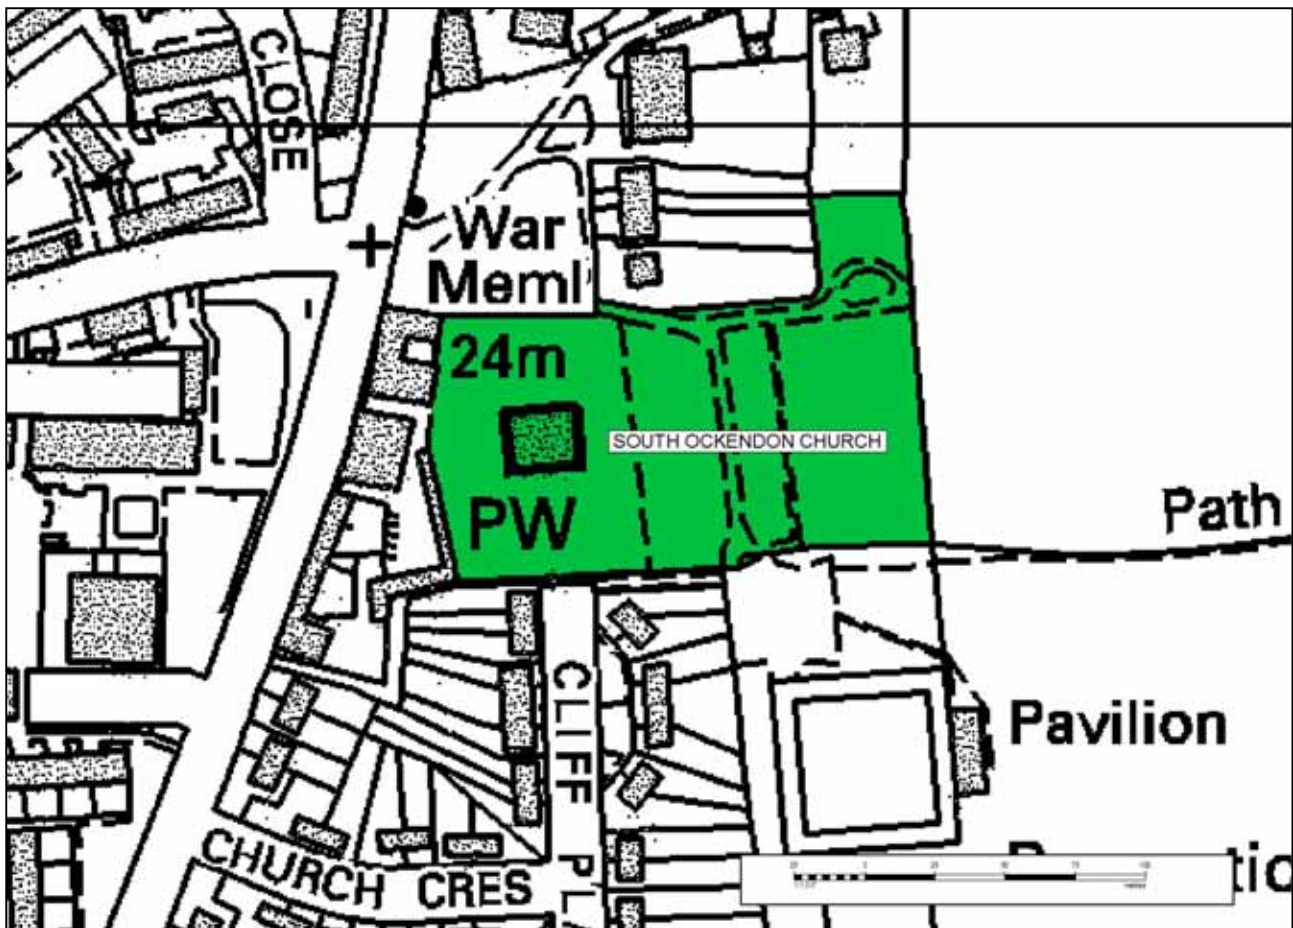 CLOSE
War
Meml
24m
SOUTH OCKENDON CHURCH
PW
Path
CLIFF PL
Pavilion
CHURCH CRES